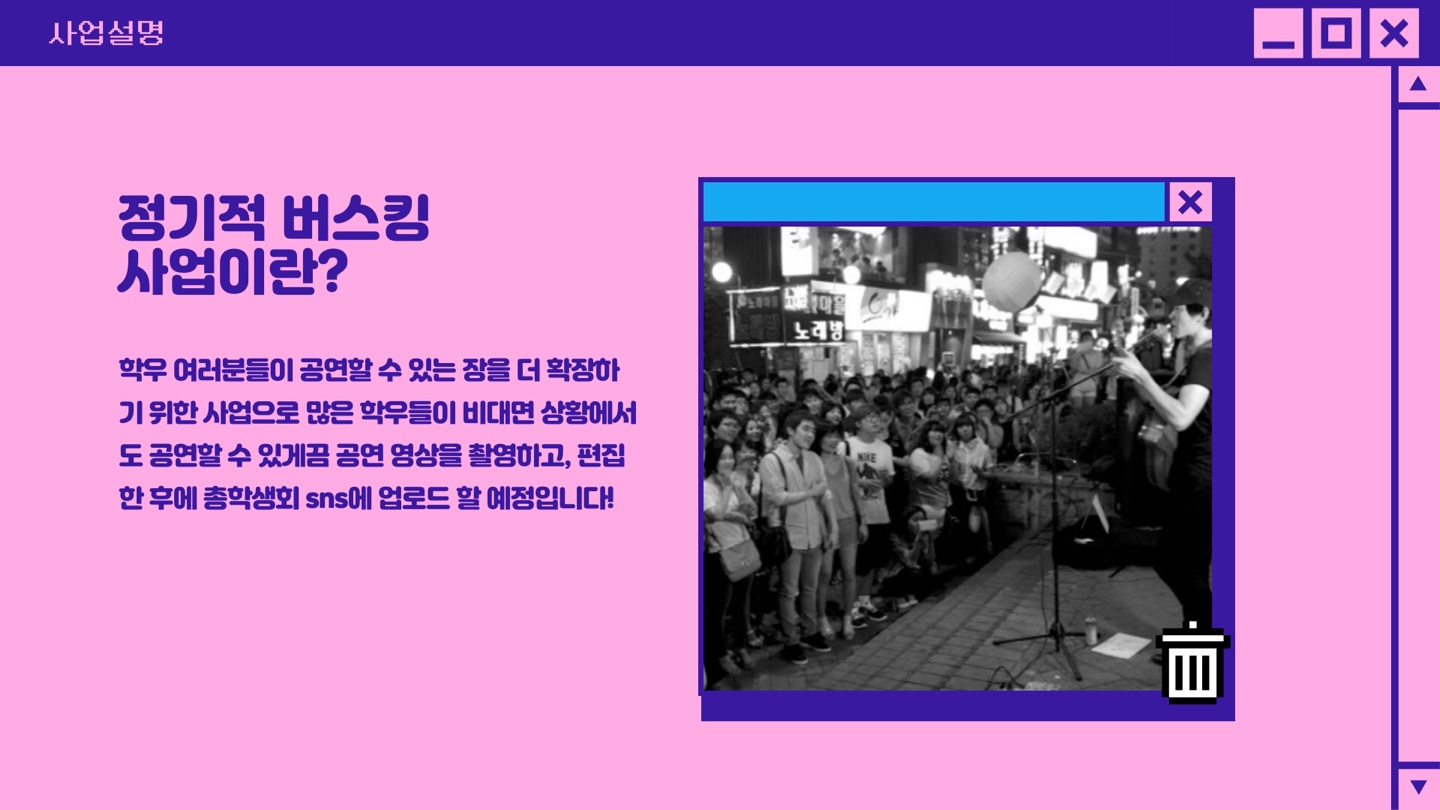 사업설명
정기적 버스킹
사업이란?
학우 여러분들이 공연할 수 있는 장을 더 확장하
기 위한 사업으로 많은 학우들이 비대면 상황에서
도 공연할 수 있게끔 공연 영상을 촬영하고, 편집
한 후에 총학생회 sns에 업로드 할 예정입니다!
노래방
NIKE